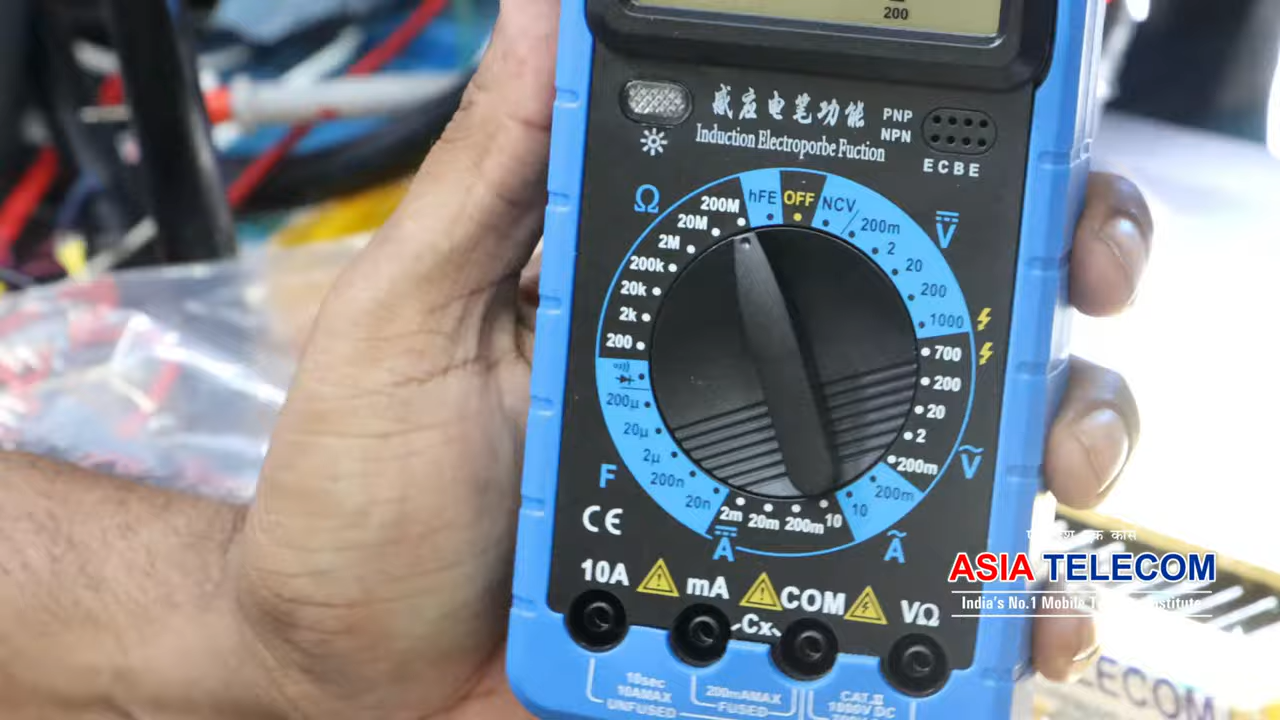 200
感应电笔功能
Induction Electroporbe Fuction
PNP
NPN
E C B E
Ω
hFE
OFF
NCV
200M
20M
2M
200k
20k
2k
200
200m
2
20
200
1000
V
700
200
20
2
200m
V
200μ
20μ
2μ
200n
20n
F
2m
20m
200m
10
A
10
200m
A
CE
10A
mA
COM
VΩ
Cx
10sec
10AMAX
UNFUSED
200mAMAX
FUSED
CAT.II
1000V DC
ASIA TELECOM
India's No.1 Mobile
ELECOM